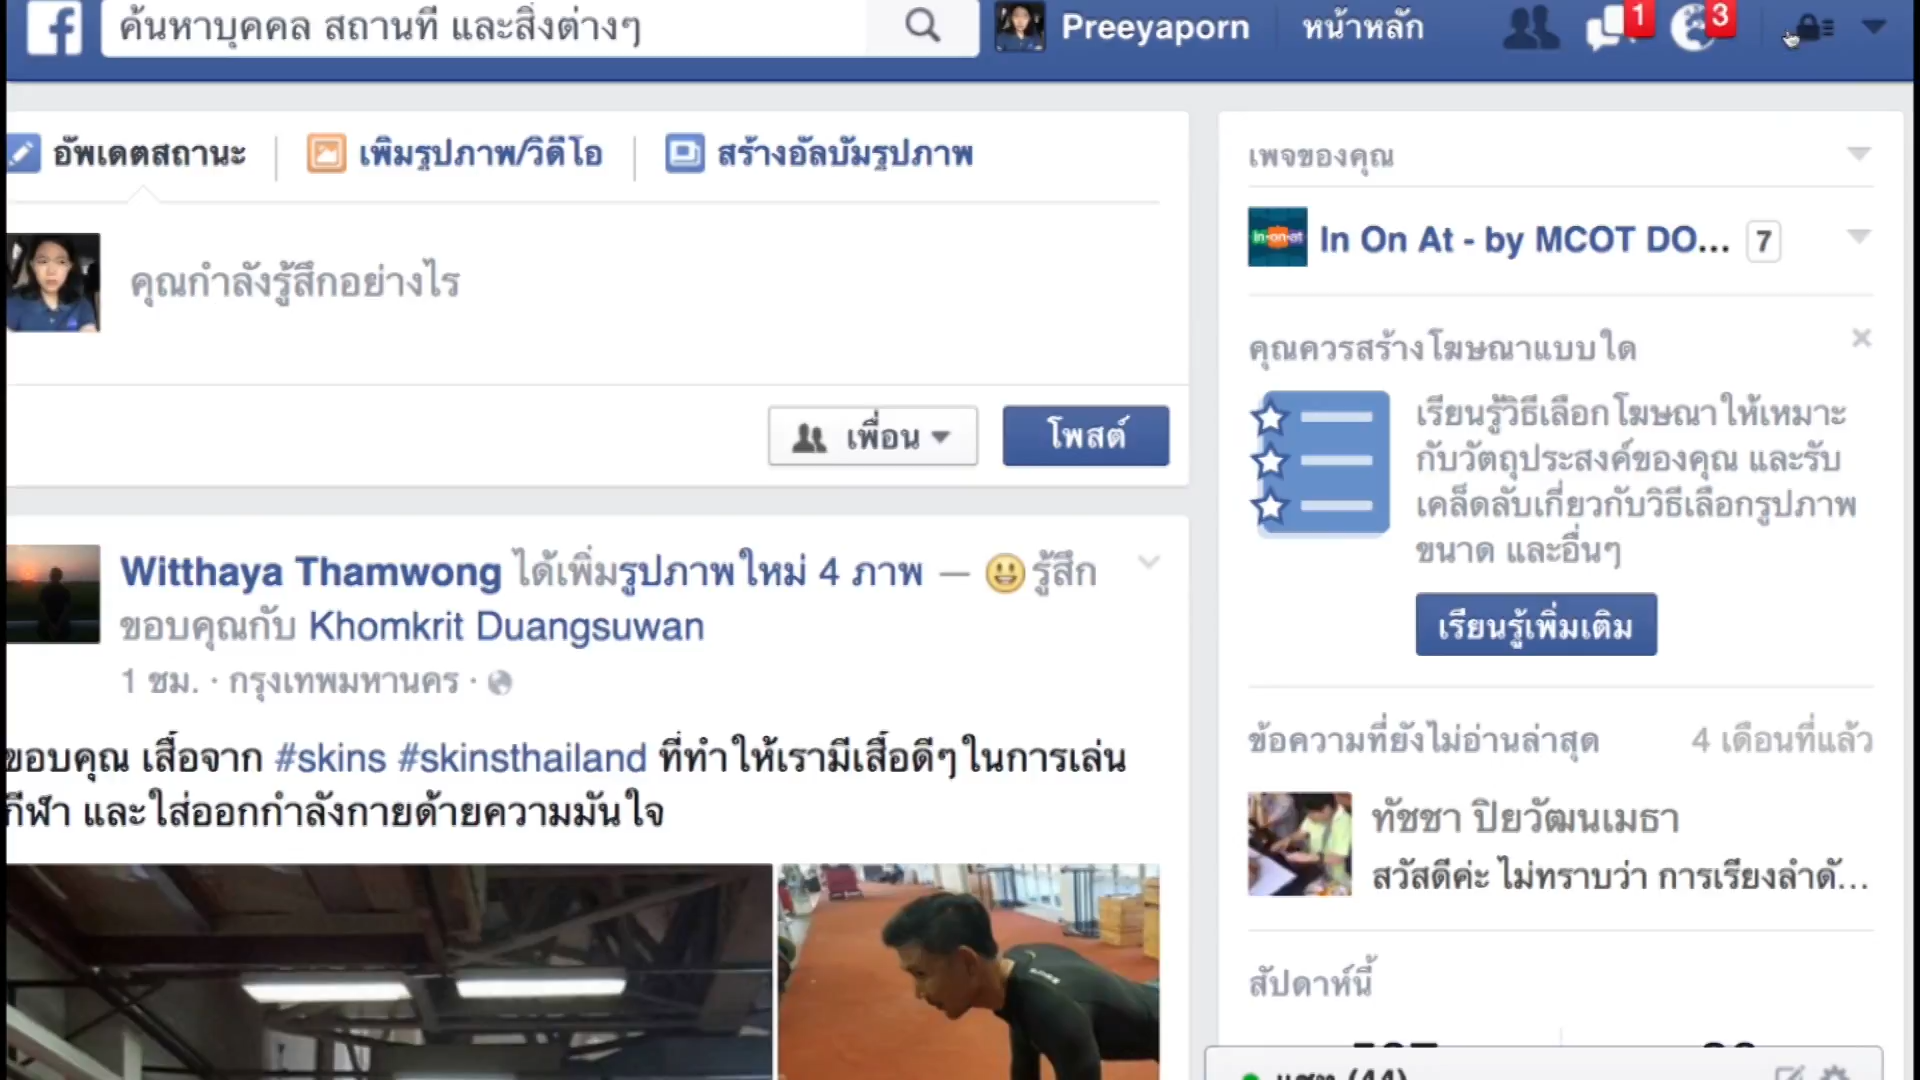 ค้นหาบุคคล สถานที่ และสิ่งต่างๆ
Preeyaporn
หน้าหลัก
1
3
อัพเดตสถานะ
เพิ่มรูปภาพ/วิดีโอ
สร้างอัลบัมรูปภาพ
คุณกำลังรู้สึกอย่างไร
เพื่อน
โพสต์
Witthaya Thamwong ได้เพิ่มรูปภาพใหม่ 4 ภาพ — รู้สึก
ขอบคุณกับ Khomkrit Duangsuwan
1 ชม. · กรุงเทพมหานคร ·
ขอบคุณ เสื้อจาก #skins #skinsthailand ที่ทำให้เรามีเสื้อดีๆในการเล่น
กีฬา และใส่ออกกำลังกายด้ายความมันใจ
เพจของคุณ
in on at
In On At - by MCOT DO...
7
คุณควรสร้างโฆษณาแบบใด
เรียนรู้วิธีเลือกโฆษณาให้เหมาะ
กับวัตถุประสงค์ของคุณ และรับ
เคล็ดลับเกี่ยวกับวิธีเลือกรูปภาพ
ขนาด และอื่นๆ
เรียนรู้เพิ่มเติม
ข้อความที่ยังไม่อ่านล่าสุด
4 เดือนที่แล้ว
ทัชชา ปิยวัฒนเมธา
สวัสดีค่ะ ไม่ทราบว่า การเรียงลำดั...
สัปดาห์นี้
แชท (44)